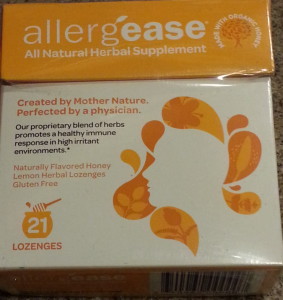 allergease®
All Natural Herbal Supplement
MADE WITH ORGANIC HONEY
Created by Mother Nature.
Perfected by a physician.
Our proprietary blend of herbs
promotes a healthy immune
response in high irritant
environments.*
Naturally Flavored Honey
Lemon Herbal Lozenges
Gluten Free
21
LOZENGES